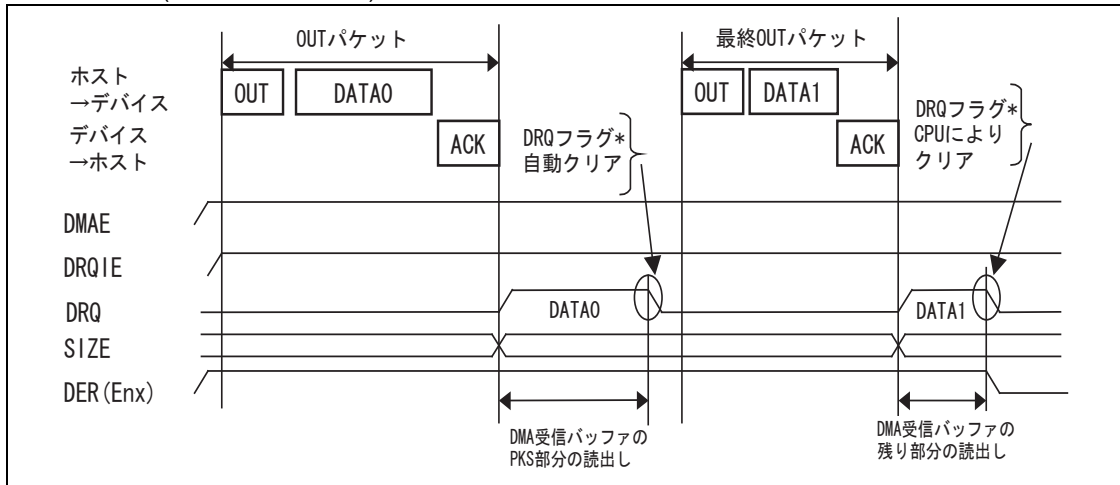 OUTパケット
最終OUTパケット
ホスト
→デバイス
OUT
DATA0
OUT
DATA1
デバイス
→ホスト
ACK
DRQフラグ*
自動クリア
ACK
DRQフラグ*
CPUにより
クリア
DMAE
DRQIE
DRQ
DATA0
DATA1
SIZE
DER(Enx)
DMA受信バッファの
PKS部分の読出し
DMA受信バッファの
残り部分の読出し